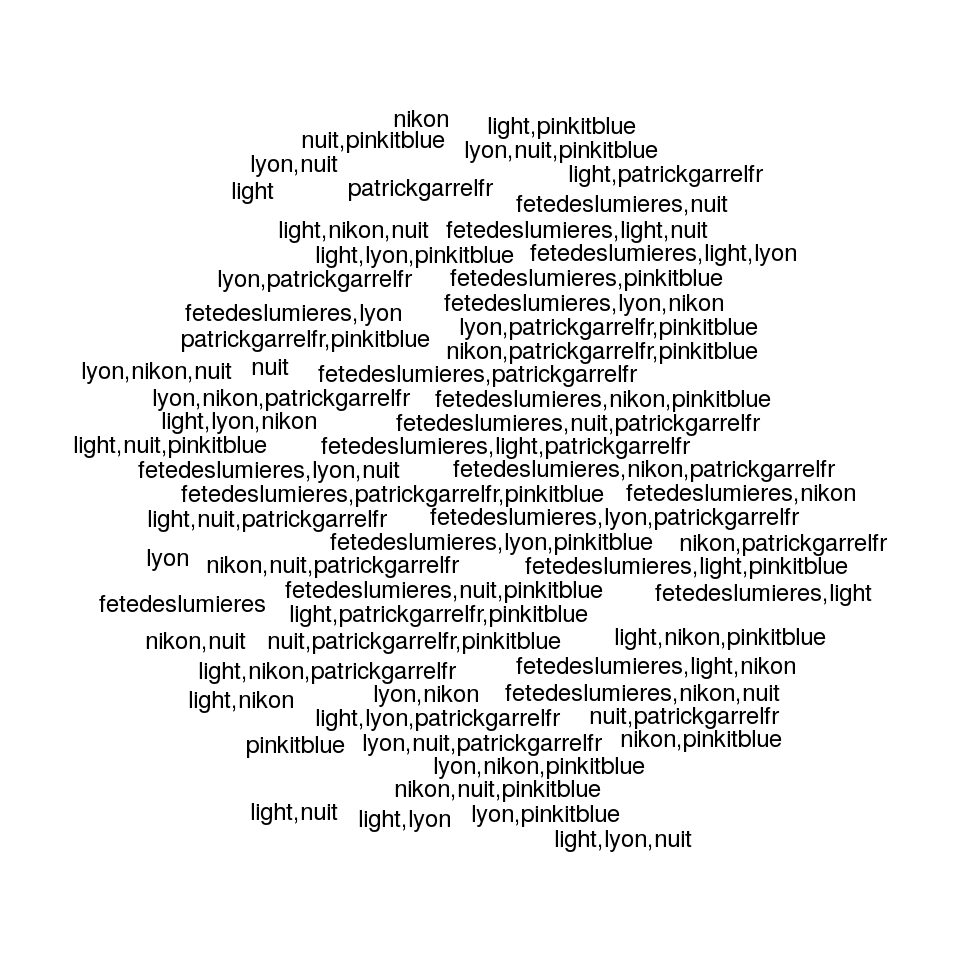 nikon
light,pinkitblue
nuit,pinkitblue
lyon,nuit,pinkitblue
lyon,nuit
light,patrickgarrelfr
light
patrickgarrelfr
fetedeslumieres,nuit
light,nikon,nuit
fetedeslumieres,light,nuit
light,lyon,pinkitblue
fetedeslumieres,light,lyon
lyon,patrickgarrelfr
fetedeslumieres,pinkitblue
fetedeslumieres,lyon
fetedeslumieres,lyon,nikon
lyon,patrickgarrelfr,pinkitblue
patrickgarrelfr,pinkitblue
nikon,patrickgarrelfr,pinkitblue
lyon,nikon,nuit
nuit
fetedeslumieres,patrickgarrelfr
lyon,nikon,patrickgarrelfr
fetedeslumieres,nikon,pinkitblue
light,lyon,nikon
fetedeslumieres,nuit,patrickgarrelfr
light,nuit,pinkitblue
fetedeslumieres,light,patrickgarrelfr
fetedeslumieres,lyon,nuit
fetedeslumieres,nikon,patrickgarrelfr
fetedeslumieres,patrickgarrelfr,pinkitblue
fetedeslumieres,nikon
light,nuit,patrickgarrelfr
fetedeslumieres,lyon,patrickgarrelfr
fetedeslumieres,lyon,pinkitblue
nikon,patrickgarrelfr
lyon
nikon,nuit,patrickgarrelfr
fetedeslumieres,light,pinkitblue
fetedeslumieres,nuit,pinkitblue
fetedeslumieres,light
fetedeslumieres
light,patrickgarrelfr,pinkitblue
nikon,nuit
nuit,patrickgarrelfr,pinkitblue
light,nikon,pinkitblue
light,nikon,patrickgarrelfr
fetedeslumieres,light,nikon
light,nikon
lyon,nikon
fetedeslumieres,nikon,nuit
light,lyon,patrickgarrelfr
nuit,patrickgarrelfr
pinkitblue
lyon,nuit,patrickgarrelfr
nikon,pinkitblue
lyon,nikon,pinkitblue
nikon,nuit,pinkitblue
light,nuit
light,lyon
lyon,pinkitblue
light,lyon,nuit